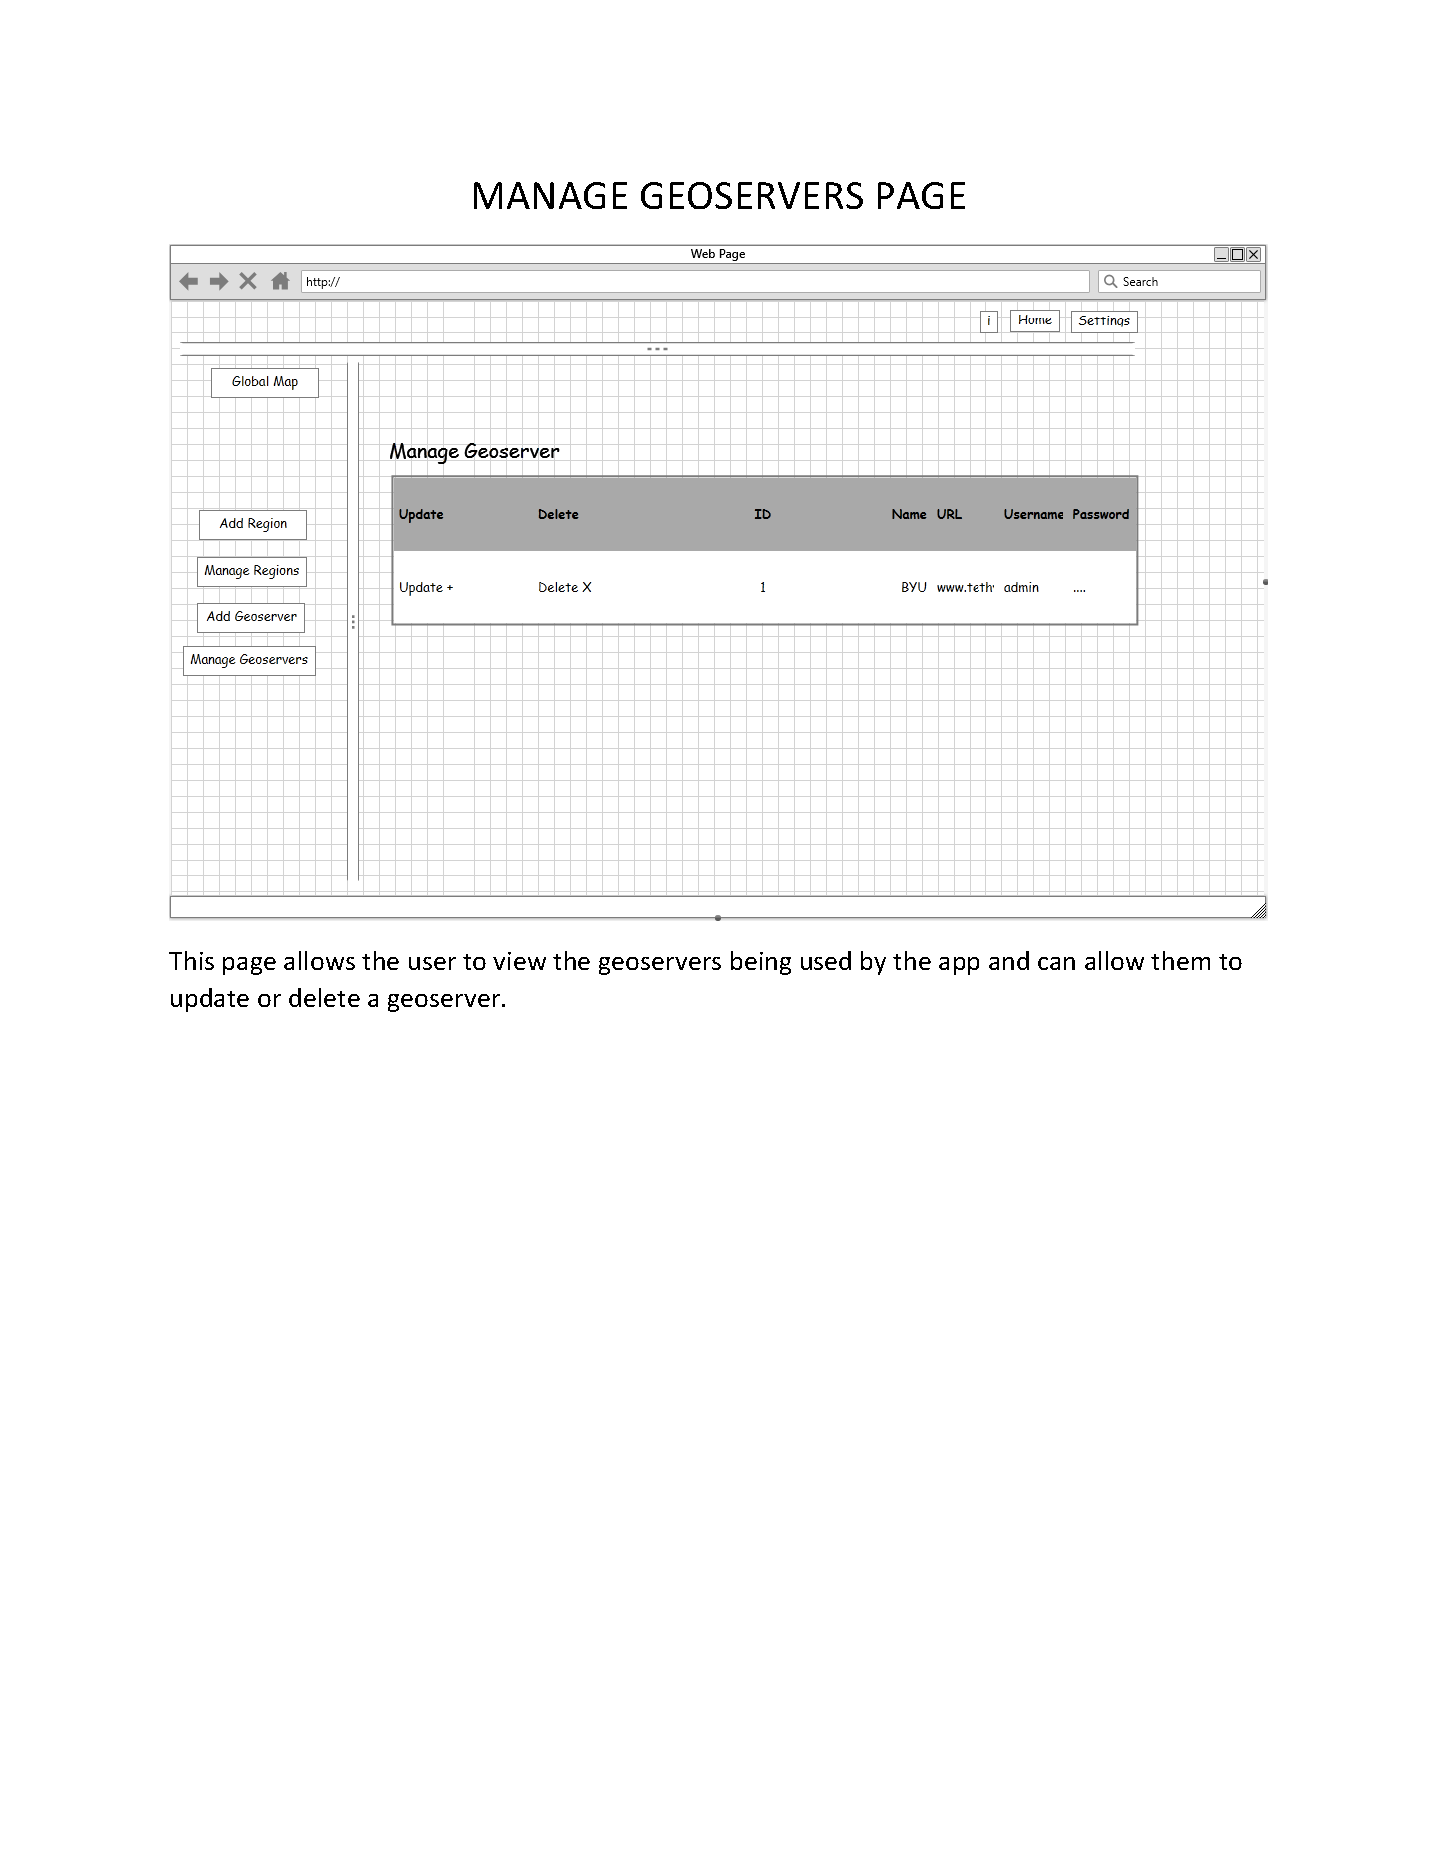 MANAGE GEOSERVERS PAGE
Web Page
http://
Search
i Home Settings
Global Map
Manage Geoserver
Update Delete ID Name URL Username Password
Add Region
Manage Regions
Update + Delete X 1 BYU www.teth admin ....
Add Geoserver
Manage Geoservers
This page allows the user to view the geoservers being used by the app and can allow them to
update or delete a geoserver.